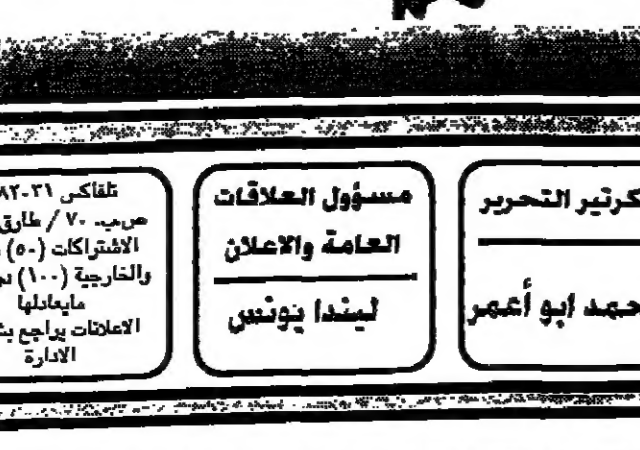 كرتير التحرير
حمد ابو أعمر
مسؤول العلاقات
العامة والاعلان
ليندا يونس
تلفاكس ٣١-٨٢
ص.ب. ٧٠ / طارق
الاشتراكات (٥٠)
والخارجية (١٠٠)
مايعادلها
الاعلانات يراجع بث
الادارة